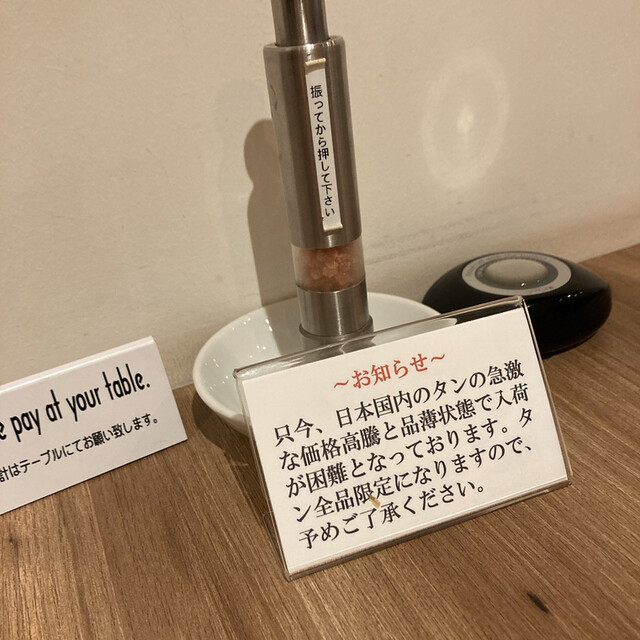 振ってから押して下さい
～お知らせ～
只今、日本国内のタンの急激
な価格高騰と品薄状態で入荷
が困難となっております。タ
ン全品限定になりますので、
予めご了承ください。
pay at your table.
計はテーブルにてお願い致します。